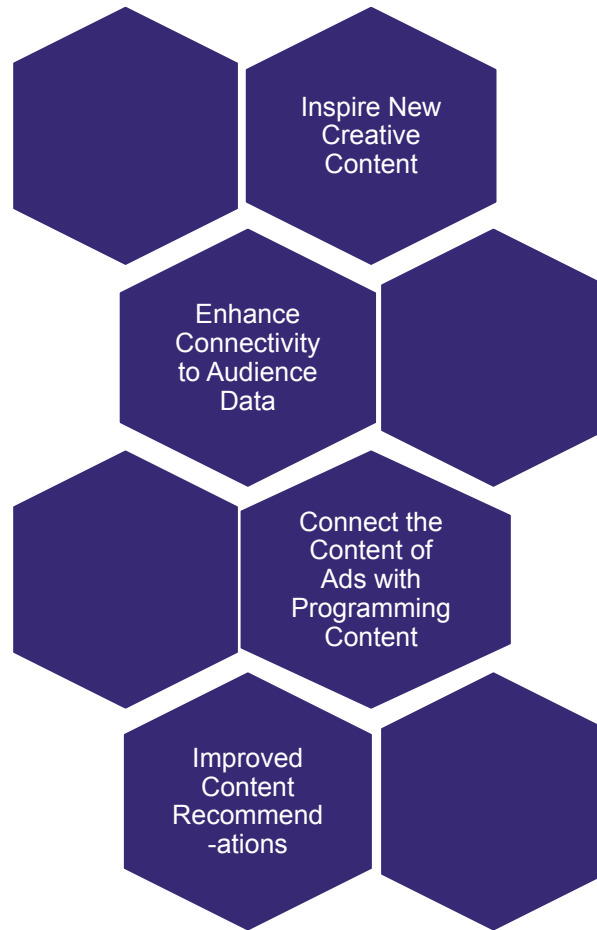 Inspire New
Creative
Content
Enhance
Connectivity
to Audience
Data
Connect the
Content of
Ads with
Programming
Content
Improved
Content
Recommend
-ations